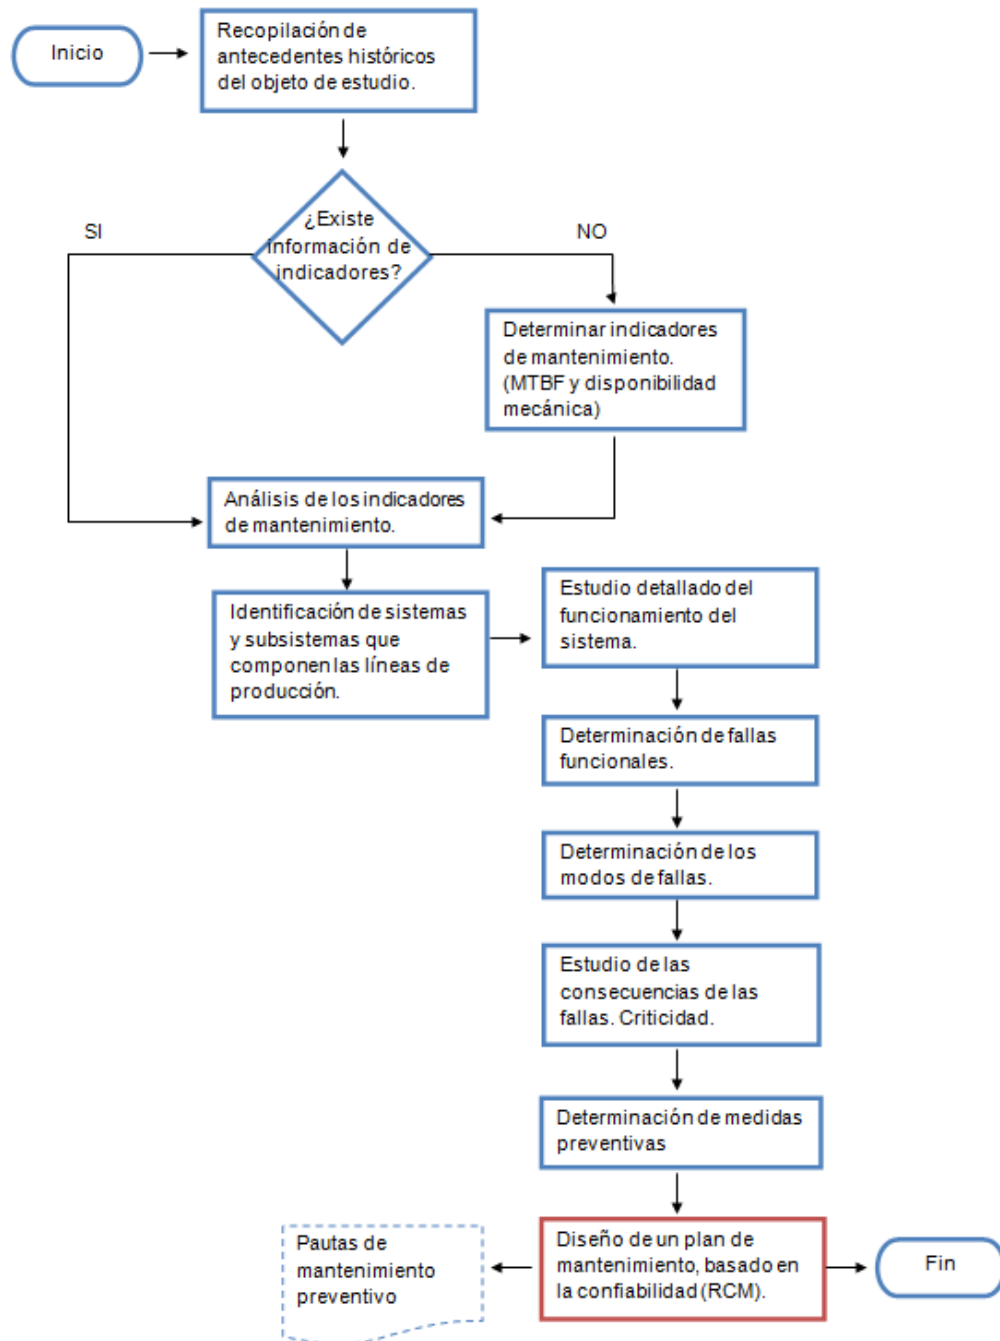 Inicio
Recopilación de
antecedentes históricos
del objeto de estudio.
¿Existe
información de
indicadores?
SI
NO
Determinar indicadores
de mantenimiento.
(MTBF y disponibilidad
mecánica)
Análisis de los indicadores
de mantenimiento.
Identificación de sistemas
y subsistemas que
componen las líneas de
producción.
Estudio detallado del
funcionamiento del
sistema.
Determinación de fallas
funcionales.
Determinación de los
modos de fallas.
Estudio de las
consecuencias de las
fallas. Criticidad.
Determinación de medidas
preventivas
Diseño de un plan de
mantenimiento, basado en
la confiabilidad (RCM).
Pautas de
mantenimiento
preventivo
Fin